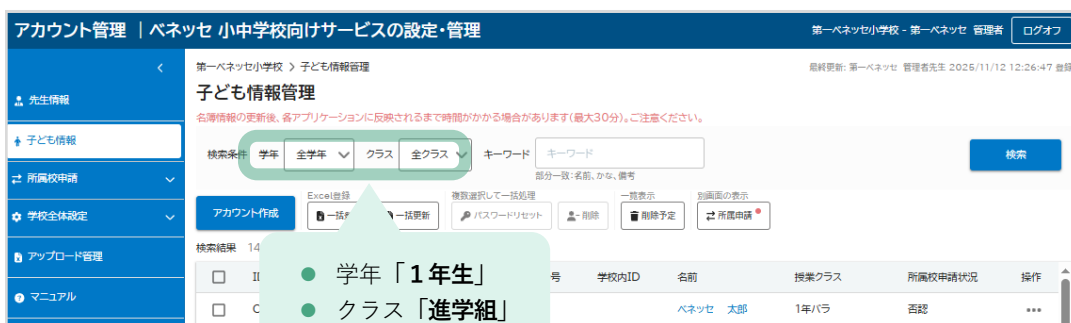 アカウント管理 ｜ベネッセ 小中学校向けサービスの設定・管理
第一ベネッセ小学校 - 第一ベネッセ 管理者
ログオフ
先生情報
子ども情報
所属校申請
学校全体設定
アップロード管理
マニュアル
第一ベネッセ小学校 > 子ども情報管理
最終更新: 第一ベネッセ 管理者先生 2025/11/12 12:26:47 登録
子ども情報管理
名簿情報の更新後、各アプリケーションに反映されるまで時間がかかる場合があります(最大30分)。ご注意ください。
検索条件 学年 全学年 クラス 全クラス キーワード キーワード
検索
部分一致:名前、かな、備考
Excel登録 複数選択して一括処理 一覧表示 別画面の表示
アカウント作成 一括 一括更新 パスワードリセット 削除 削除予定 所属申請
検索結果 14
号 学校内ID 名前 授業クラス 所属校申請状況 操作
ベネッセ 太郎 1年バラ 否認
学年「１年生」
クラス「進学組」